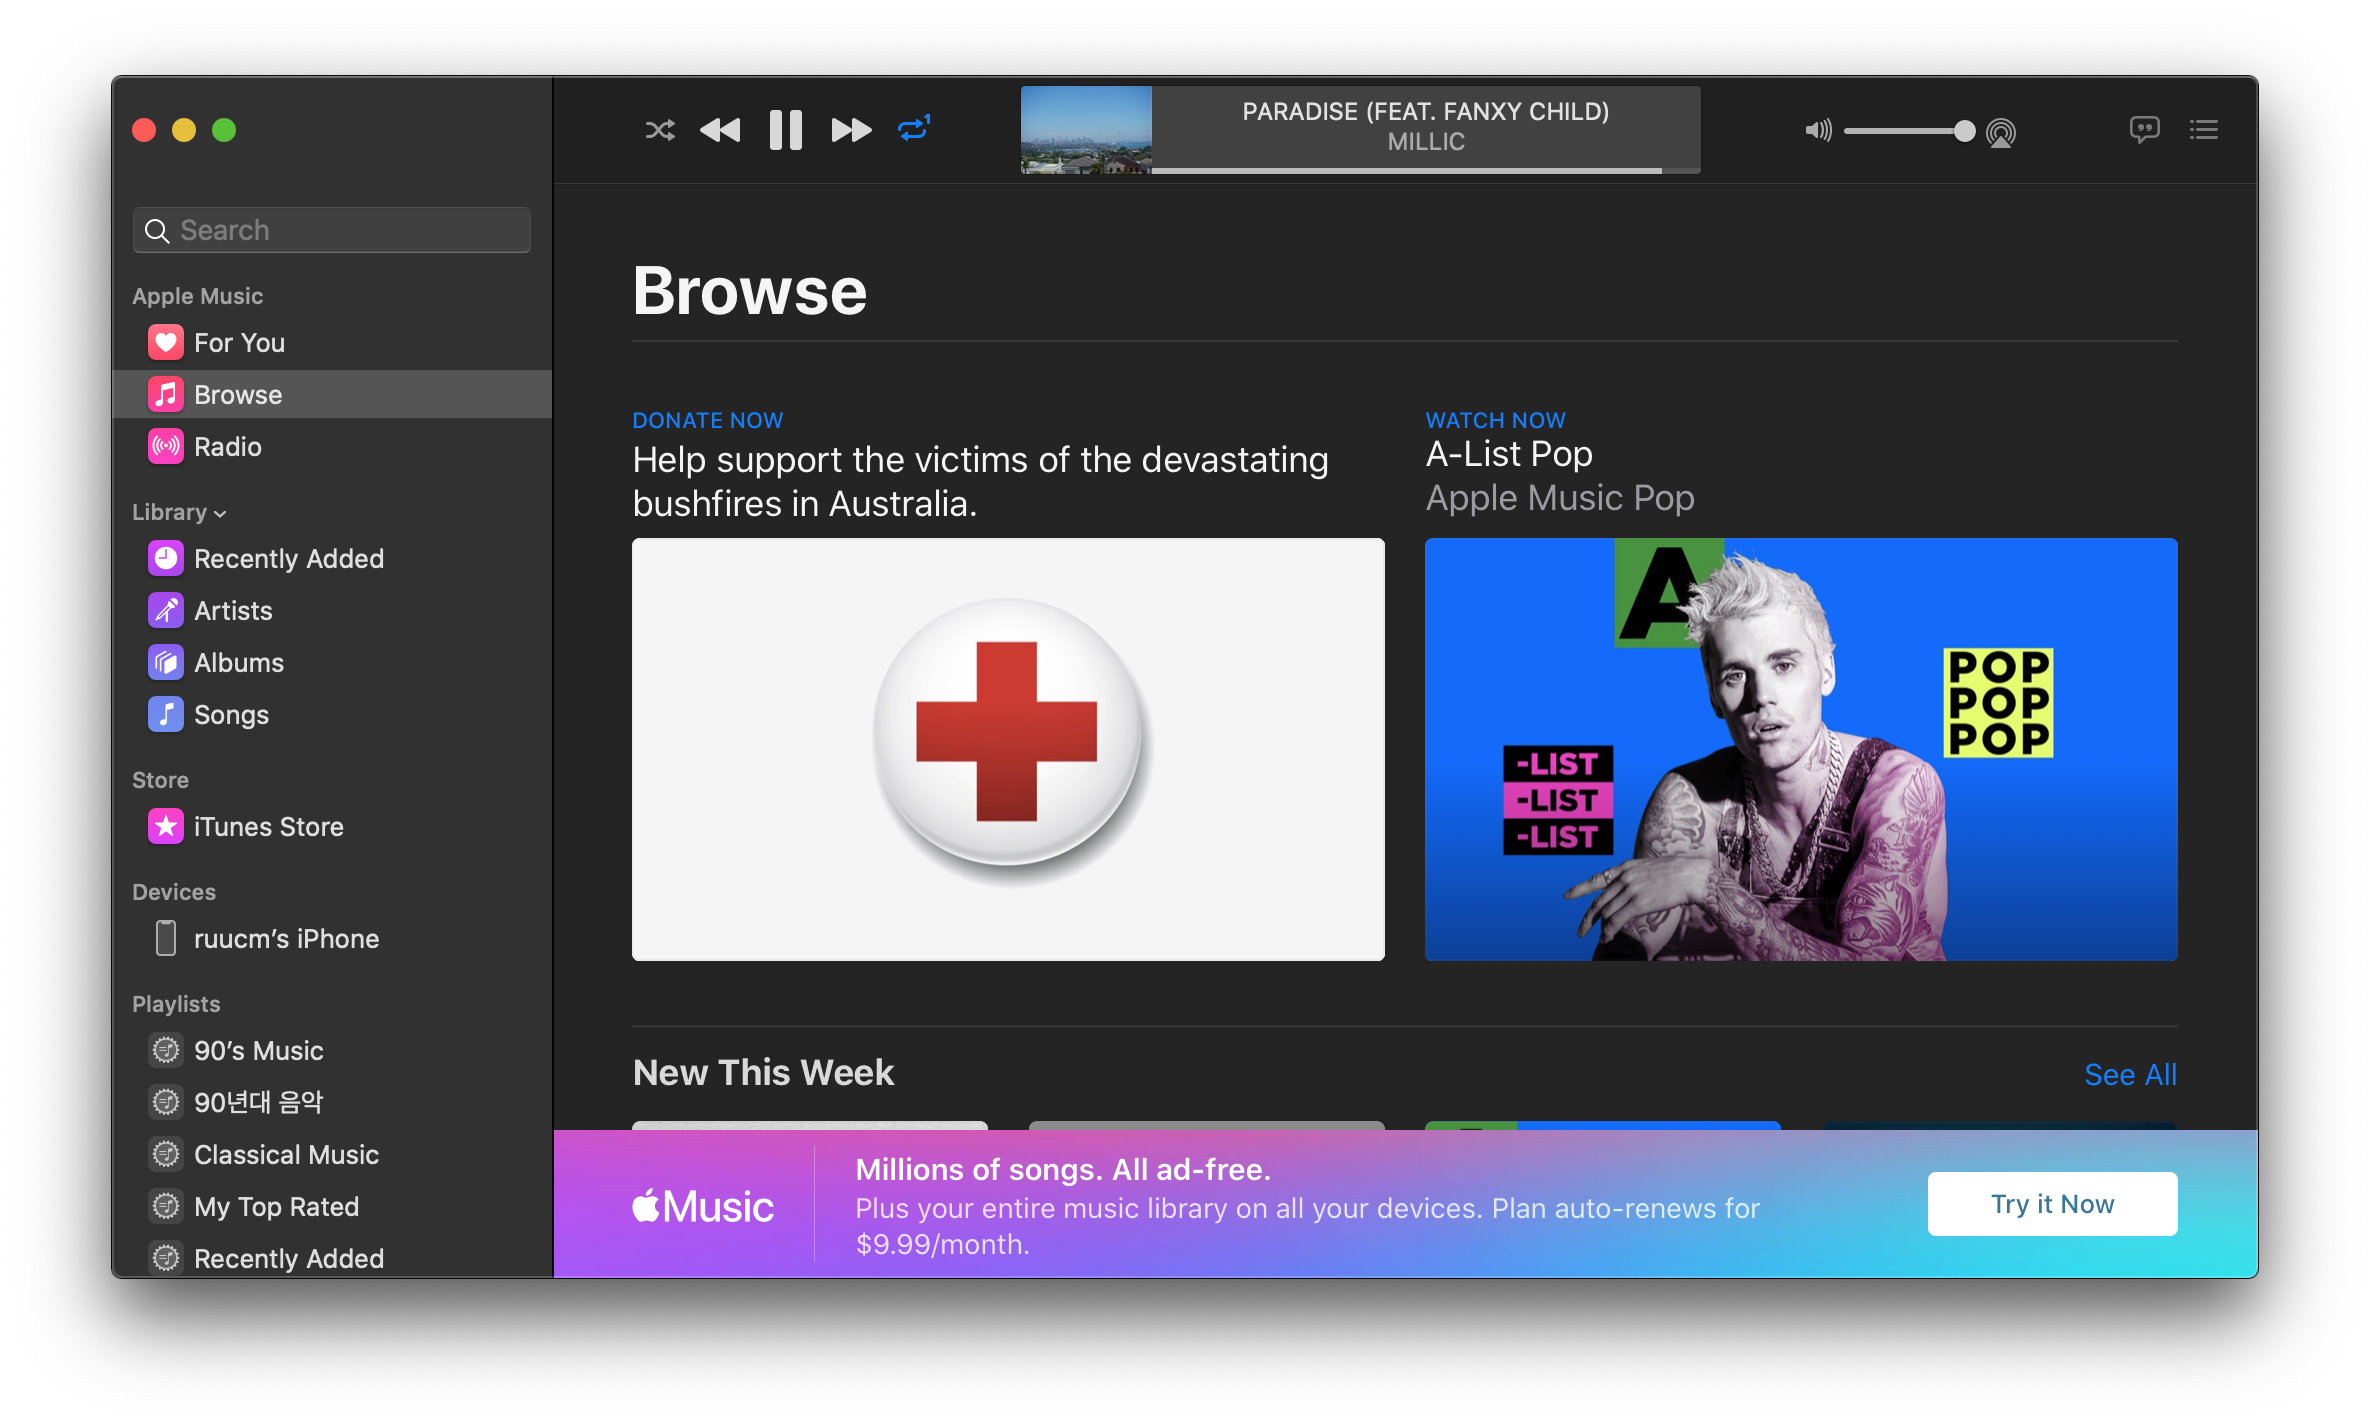 Search
Apple Music
For You
Browse
Radio
Library
Recently Added
Artists
Albums
Songs
Store
iTunes Store
Devices
ruucm’s iPhone
Playlists
90’s Music
90년대 음악
Classical Music
My Top Rated
Recently Added
1
PARADISE (FEAT. FANXY CHILD)
MILLIC
Browse
DONATE NOW
Help support the victims of the devastating
bushfires in Australia.
WATCH NOW
A-List Pop
Apple Music Pop
A
-LIST
-LIST
-LIST
POP
POP
POP
New This Week
See All
Music
Millions of songs. All ad-free.
Plus your entire music library on all your devices. Plan auto-renews for
$9.99/month.
Try it Now